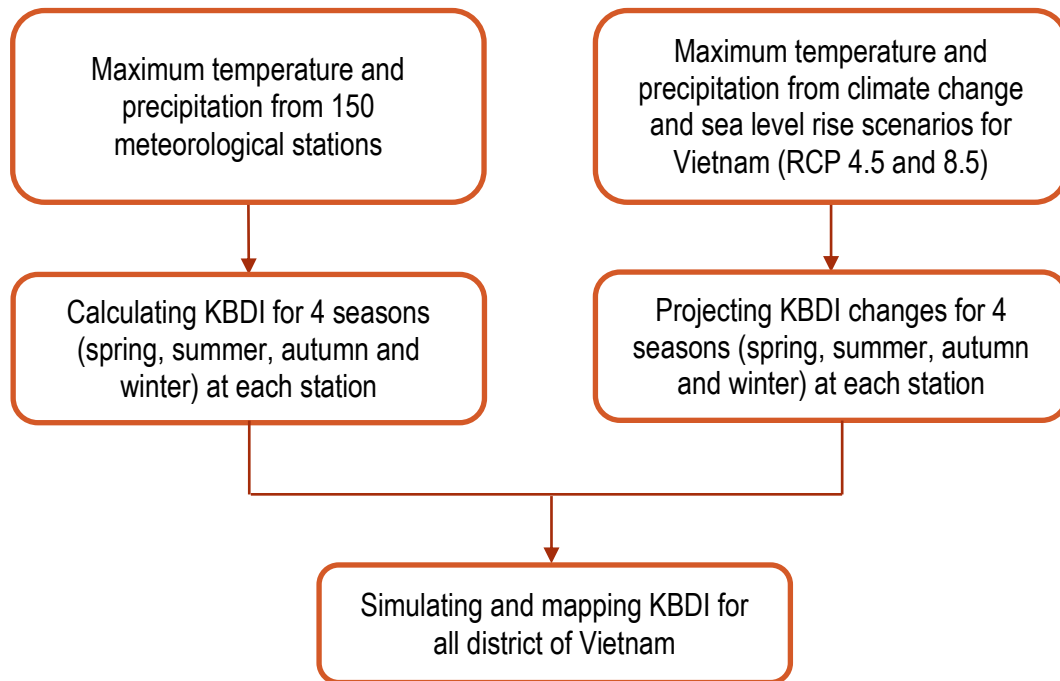 Maximum temperature and
precipitation from 150
meteorological stations
Maximum temperature and
precipitation from climate change
and sea level rise scenarios for
Vietnam (RCP 4.5 and 8.5)
Calculating KBDI for 4 seasons
(spring, summer, autumn and
winter) at each station
Projecting KBDI changes for 4
seasons (spring, summer, autumn
and winter) at each station
Simulating and mapping KBDI for
all district of Vietnam